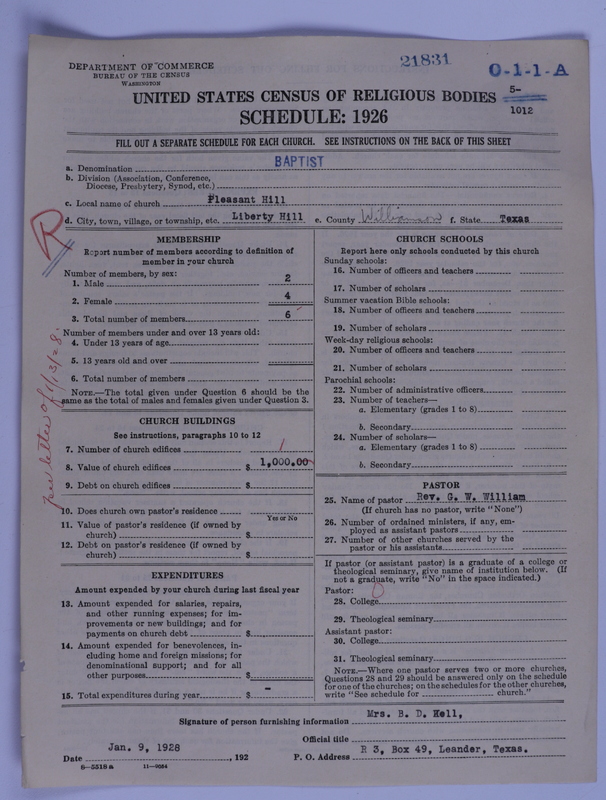 DEPARTMENT OF COMMERCE
BUREAU OF THE CENSUS
WASHINGTON
21831
O-1-1-A
5-
1012
UNITED STATES CENSUS OF RELIGIOUS BODIES
SCHEDULE: 1926
FILL OUT A SEPARATE SCHEDULE FOR EACH CHURCH. SEE INSTRUCTIONS ON THE BACK OF THIS SHEET
a. Denomination BAPTIST
b. Division (Association, Conference,
Diocese, Presbytery, Synod, etc.)
c. Local name of church Pleasant Hill
d. City, town, village, or township, etc. Liberty Hill e. County Williamson f. State Texas
R
per letter of 1/13/28.
MEMBERSHIP
Report number of members according to definition of
member in your church
Number of members, by sex:
1. Male 2
2. Female 4
3. Total number of members 6
Number of members under and over 13 years old:
4. Under 13 years of age
5. 13 years old and over
6. Total number of members
NOTE.—The total given under Question 6 should be the
same as the total of males and females given under Question 3.
CHURCH BUILDINGS
See instructions, paragraphs 10 to 12
7. Number of church edifices 1
8. Value of church edifices $ 1,000.00
9. Debt on church edifices $
10. Does church own pastor's residence
Yes or No
11. Value of pastor's residence (if owned by
church) $
12. Debt on pastor's residence (if owned by
church) $
EXPENDITURES
Amount expended by your church during last fiscal year
13. Amount expended for salaries, repairs,
and other running expenses; for im-
provements or new buildings; and for
payments on church debt $
14. Amount expended for benevolences, in-
cluding home and foreign missions; for
denominational support; and for all
other purposes $
15. Total expenditures during year $ -
CHURCH SCHOOLS
Report here only schools conducted by this church
Sunday schools:
16. Number of officers and teachers
17. Number of scholars
Summer vacation Bible schools:
18. Number of officers and teachers
19. Number of scholars
Week-day religious schools:
20. Number of officers and teachers
21. Number of scholars
Parochial schools:
22. Number of administrative officers
23. Number of teachers—
a. Elementary (grades 1 to 8)
b. Secondary
24. Number of scholars—
a. Elementary (grades 1 to 8)
b. Secondary
PASTOR
25. Name of pastor Rev. G. W. William
(If church has no pastor, write "None")
26. Number of ordained ministers, if any, em-
ployed as assistant pastors
27. Number of other churches served by the
pastor or his assistants
If pastor (or assistant pastor) is a graduate of a college or
theological seminary, give name of institution below. (If
not a graduate, write "No" in the space indicated.)
Pastor:
28. College 0
29. Theological seminary
Assistant pastor:
30. College
31. Theological seminary
NOTE.—Where one pastor serves two or more churches,
Questions 28 and 29 should be answered only on the schedule
for one of the churches; on the schedules for the other churches,
write "See schedule for church."
Signature of person furnishing information Mrs. B. D. Hell,
Official title
Date Jan. 9, 1928, 192 P. O. Address R 3, Box 49, Leander, Texas.
6-5518a 11-9084